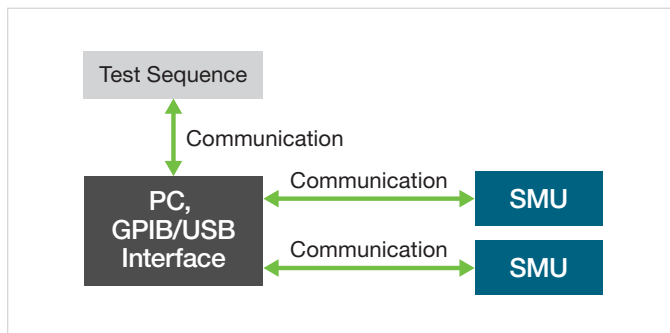 Test Sequence
Communication
PC,
GPIB/USB
Interface
Communication
SMU
Communication
SMU